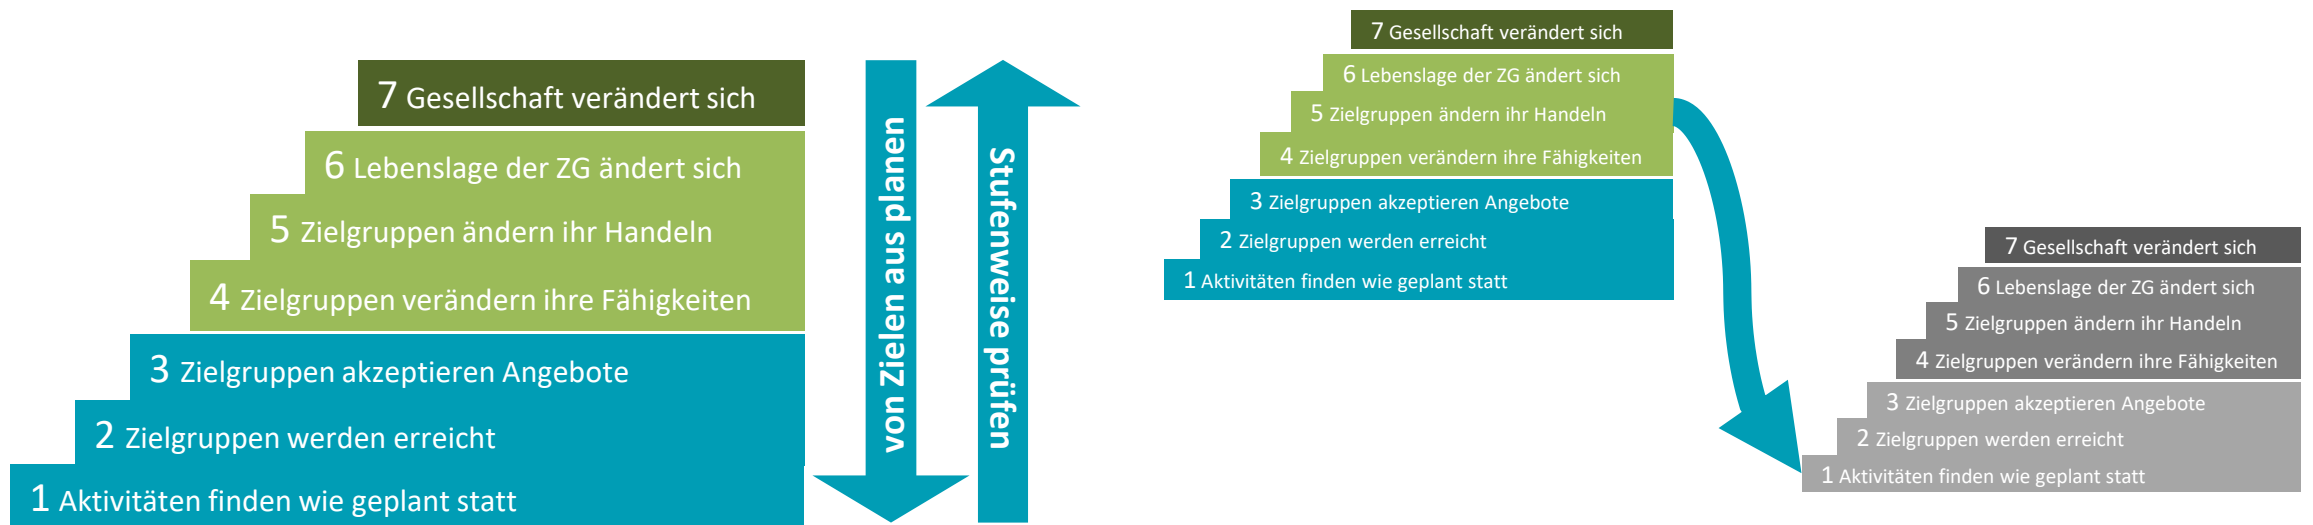 7 Gesellschaft verändert sich
6 Lebenslage der ZG ändert sich
5 Zielgruppen ändern ihr Handeln
4 Zielgruppen verändern ihre Fähigkeiten
3 Zielgruppen akzeptieren Angebote
2 Zielgruppen werden erreicht
1 Aktivitäten finden wie geplant statt
von Zielen aus planen
Stufenweise prüfen
7 Gesellschaft verändert sich
6 Lebenslage der ZG ändert sich
5 Zielgruppen ändern ihr Handeln
4 Zielgruppen verändern ihre Fähigkeiten
3 Zielgruppen akzeptieren Angebote
2 Zielgruppen werden erreicht
1 Aktivitäten finden wie geplant statt
7 Gesellschaft verändert sich
6 Lebenslage der ZG ändert sich
5 Zielgruppen ändern ihr Handeln
4 Zielgruppen verändern ihre Fähigkeiten
3 Zielgruppen akzeptieren Angebote
2 Zielgruppen werden erreicht
1 Aktivitäten finden wie geplant statt